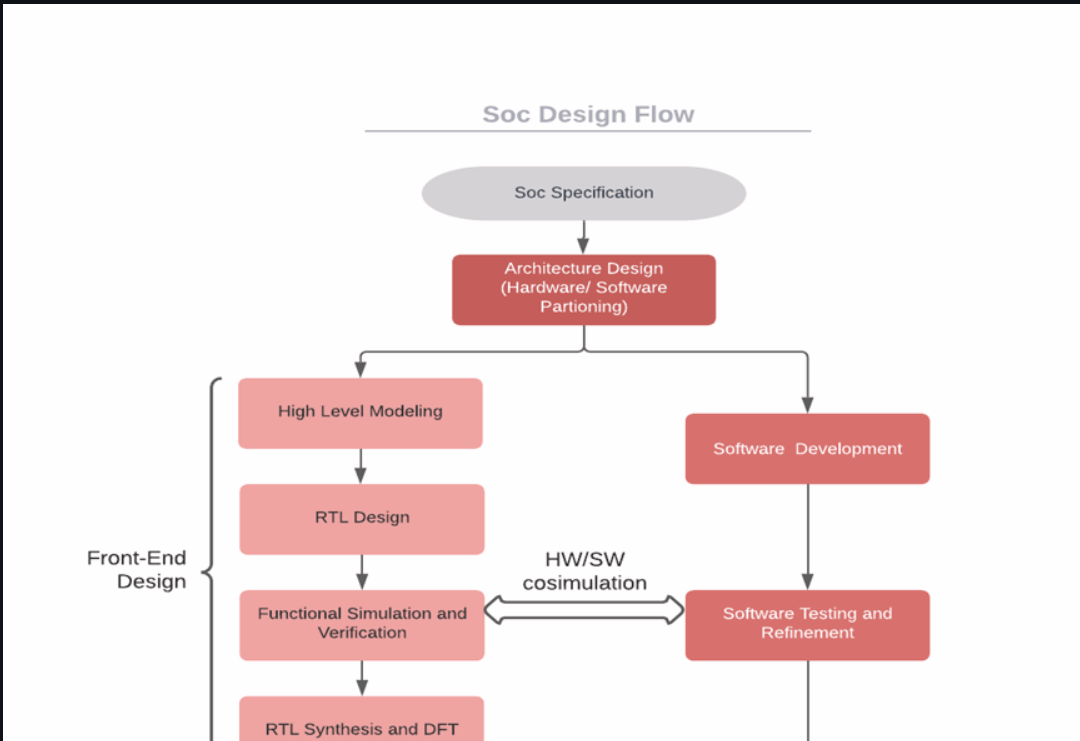 Soc Design Flow
Soc Specification
Architecture Design
(Hardware/ Software
Partioning)
High Level Modeling
Software  Development
RTL Design
Front-End
Design
HW/SW
cosimulation
Functional Simulation and
Verification
Software Testing and
Refinement
RTL Synthesis and DFT